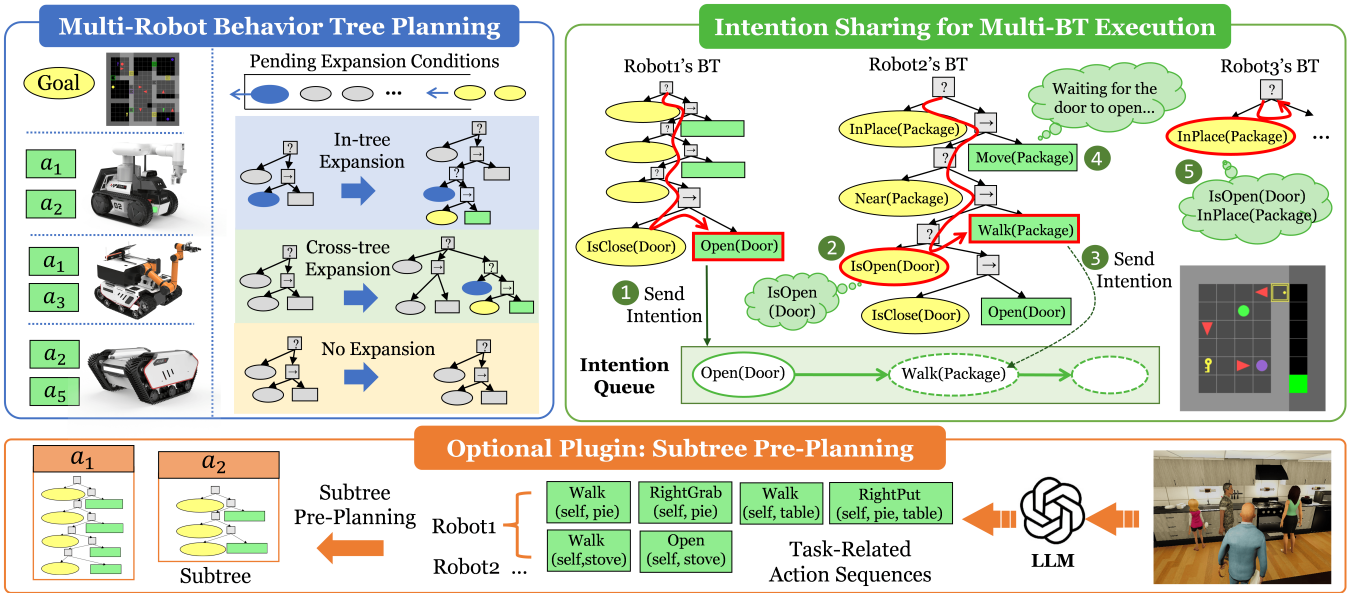 Multi-Robot Behavior Tree Planning
Goal
a1
a2
a1
a3
a2
a5
Pending Expansion Conditions
...
In-tree
Expansion
?
→
?
→
?
→
Cross-tree
Expansion
?
→
?
→
?
→
No Expansion
?
→
?
→
Intention Sharing for Multi-BT Execution
Robot1's BT
?
→
?
→
?
→
IsClose(Door)
Open(Door)
1 Send
Intention
Robot2's BT
?
InPlace(Package)
→
?
Move(Package)
4
Waiting for the
door to open...
Near(Package)
→
?
Walk(Package)
2
IsOpen(Door)
→
IsOpen
(Door)
IsClose(Door)
Open(Door)
3 Send
Intention
Robot3's BT
?
InPlace(Package)
...
5
IsOpen(Door)
InPlace(Package)
Intention
Queue
Open(Door)
Walk(Package)
Optional Plugin: Subtree Pre-Planning
a1
a2
Subtree
Subtree
Pre-Planning
Robot1
Robot2 ...
Walk
(self, pie)
RightGrab
(self, pie)
Walk
(self, table)
RightPut
(self, pie, table)
Walk
(self,stove)
Open
(self, stove)
Task-Related
Action Sequences
LLM